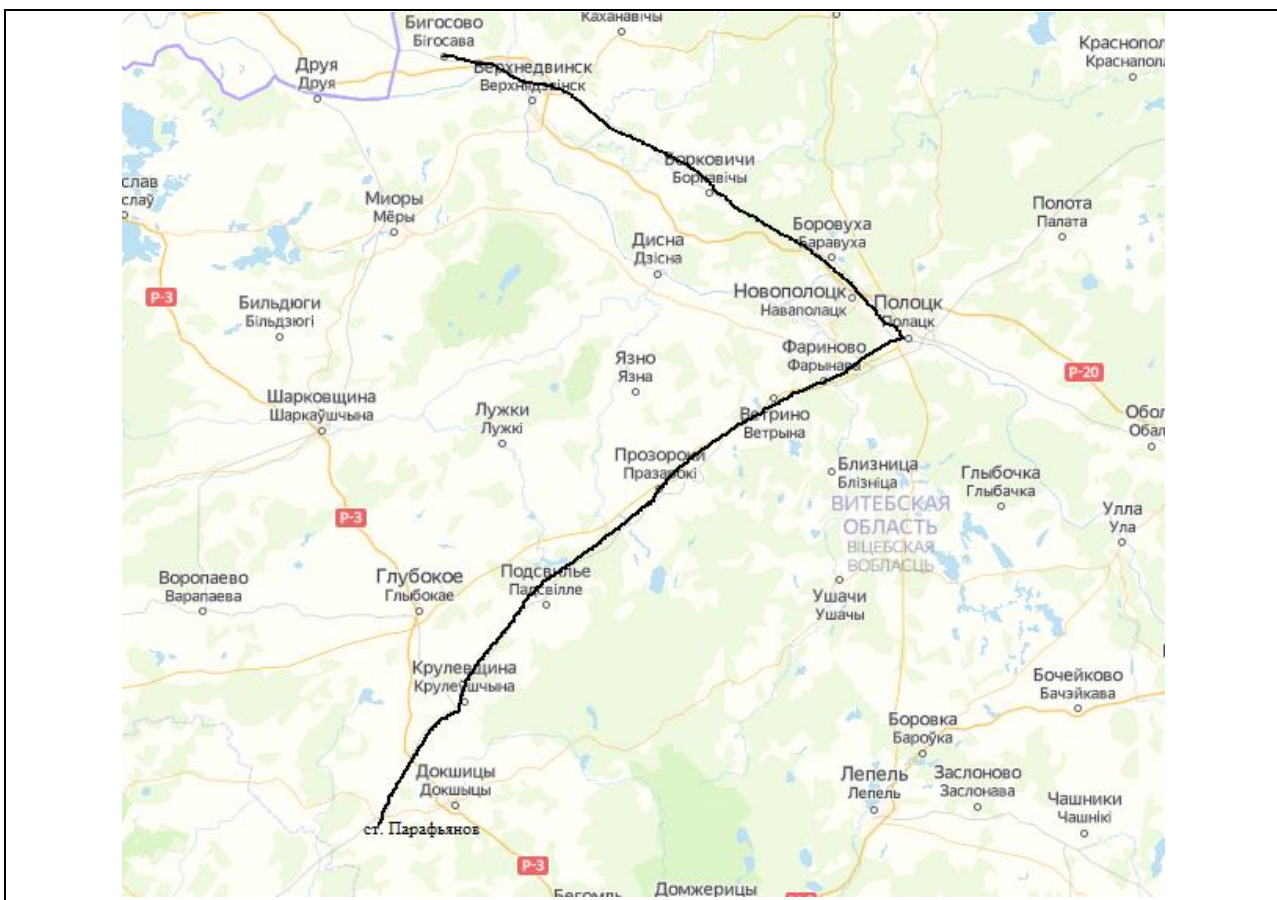 Кахановичы
Бигосово
Бігосава
Краснопол
Краснапол
Друя
Друя
Верхнедвинск
Верхнядзвінск
Борковичи
Боркавічы
слав
слаў
Миоры
Мёры
Полота
Палата
Боровуха
Баравуха
Дисна
Дзісна
Р-3
Бильдюги
Більдзюгі
Новополоцк
Наваполацк
Полоцк
Полацк
Фариново
Фарынава
Язно
Язна
Р-20
Шарковщина
Шаркаўшчына
Лужки
Лужкі
Ветрино
Ветрына
Обол
Обал
Прозороки
Празарокі
Близница
Блізніца
Глыбочка
Глыбачка
ВИТЕБСКАЯ
ОБЛАСТЬ
ВІЦЕБСКАЯ
ВОБЛАСЦЬ
Р-3
Улла
Ула
Воропаево
Варапаева
Глубокое
Глыбокае
Подсвилье
Падсвілле
Ушачи
Ушачы
Крулевщина
Крулеўшчына
Бочейково
Бачэйкава
Боровка
Бароўка
Докшицы
Докшыцы
Лепель
Лепель
Заслоново
Заслонава
Чашники
Чашнікі
ст. Парафьянов
Р-3
Бегомль
Домжерицы